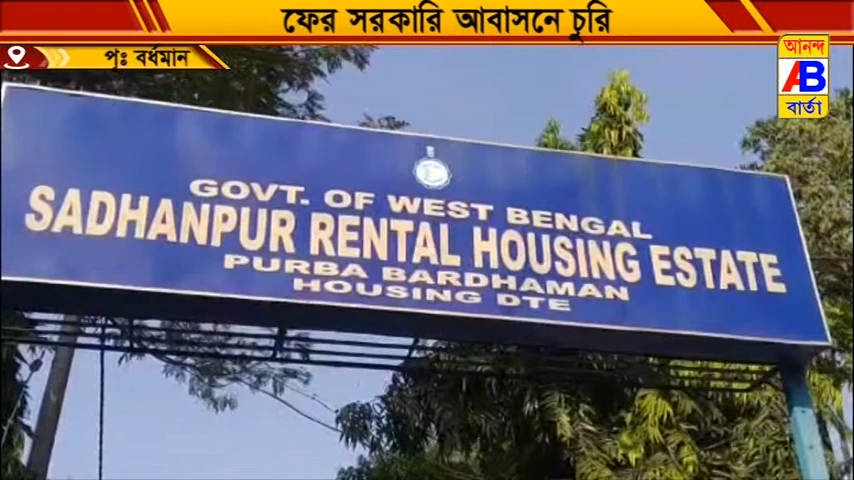 ফের সরকারি আবাসনে চুরি
পূঃ বর্ধমান
আনন্দ
AB
বার্তা
GOVT. OF WEST BENGAL
SADHANPUR RENTAL HOUSING ESTATE
PURBA BARDHAMAN
HOUSING DTE